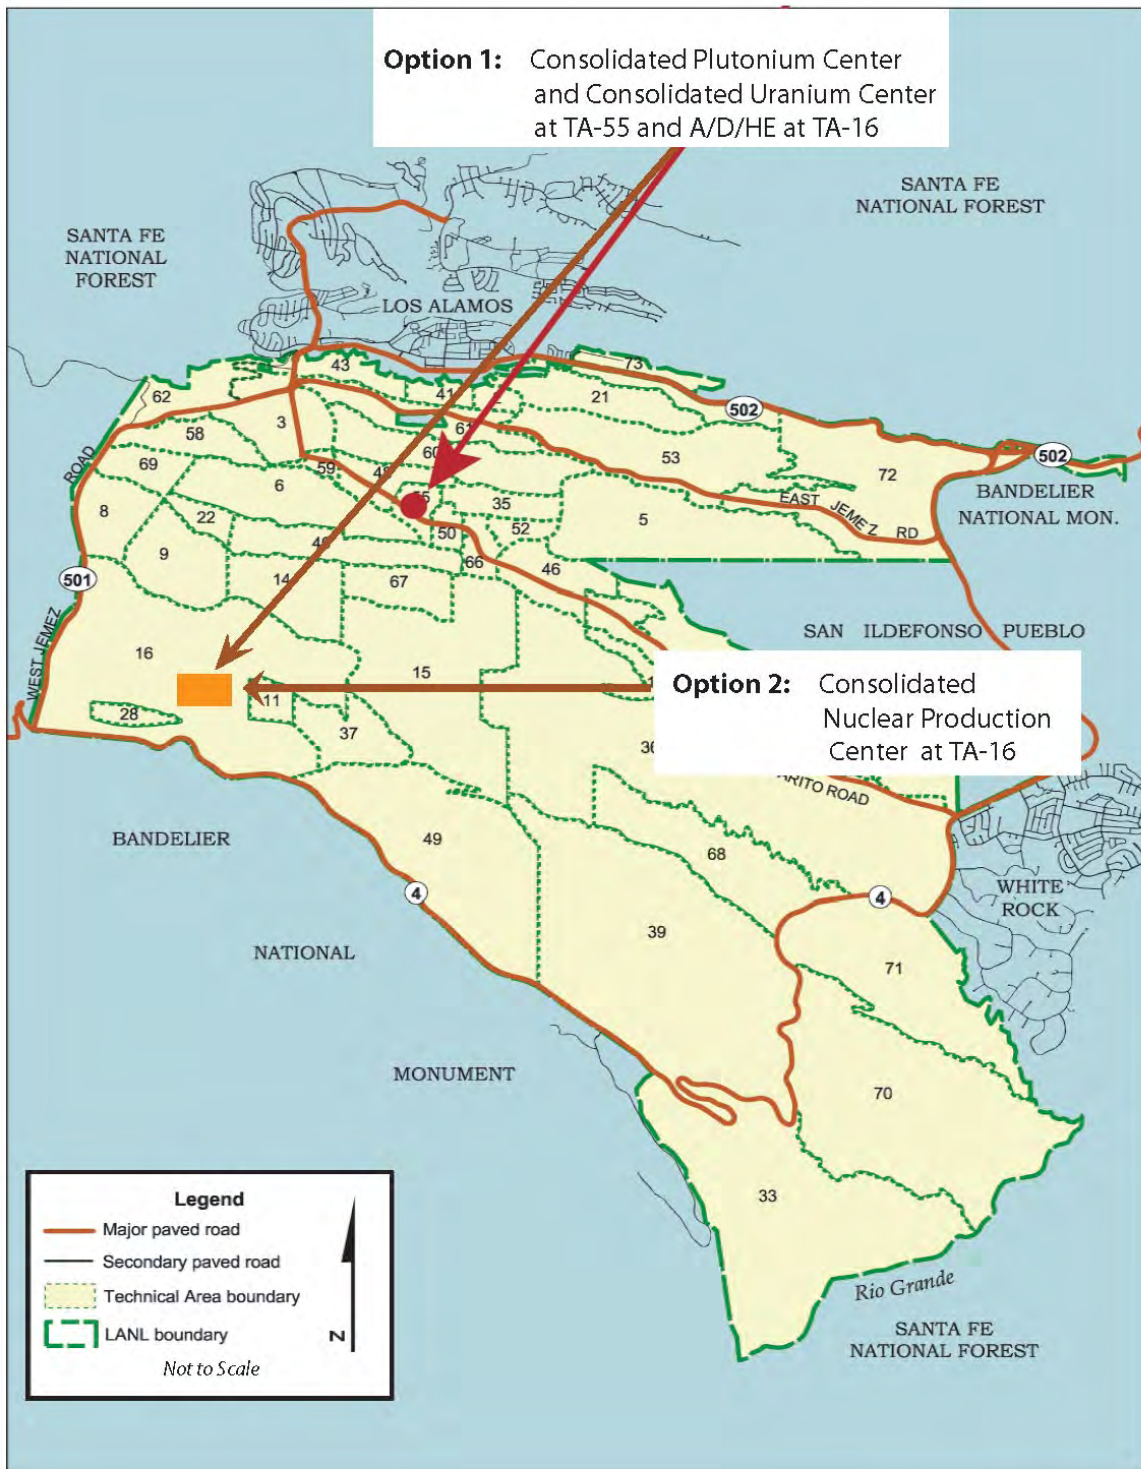 Option 1: Consolidated Plutonium Center
and Consolidated Uranium Center
at TA-55 and A/D/HE at TA-16
SANTA FE
NATIONAL FOREST
SANTA FE
NATIONAL
FOREST
LOS ALAMOS
43
73
62
41
21
502
3
61
58
60
53
502
69
59
48
72
6
BANDELIER
NATIONAL MON.
ROAD
8
22
35
EAST JEMEZ RD
5
50
52
9
66
46
501
14
67
SAN ILDEFONSO PUEBLO
WEST JEMEZ
16
15
Option 2: Consolidated
Nuclear Production
Center at TA-16
11
28
37
36
ARITO ROAD
BANDELIER
49
68
4
4
WHITE
ROCK
39
NATIONAL
71
MONUMENT
70
33
Legend
Major paved road
Secondary paved road
Technical Area boundary
LANL boundary
N
Not to Scale
Rio Grande
SANTA FE
NATIONAL FOREST